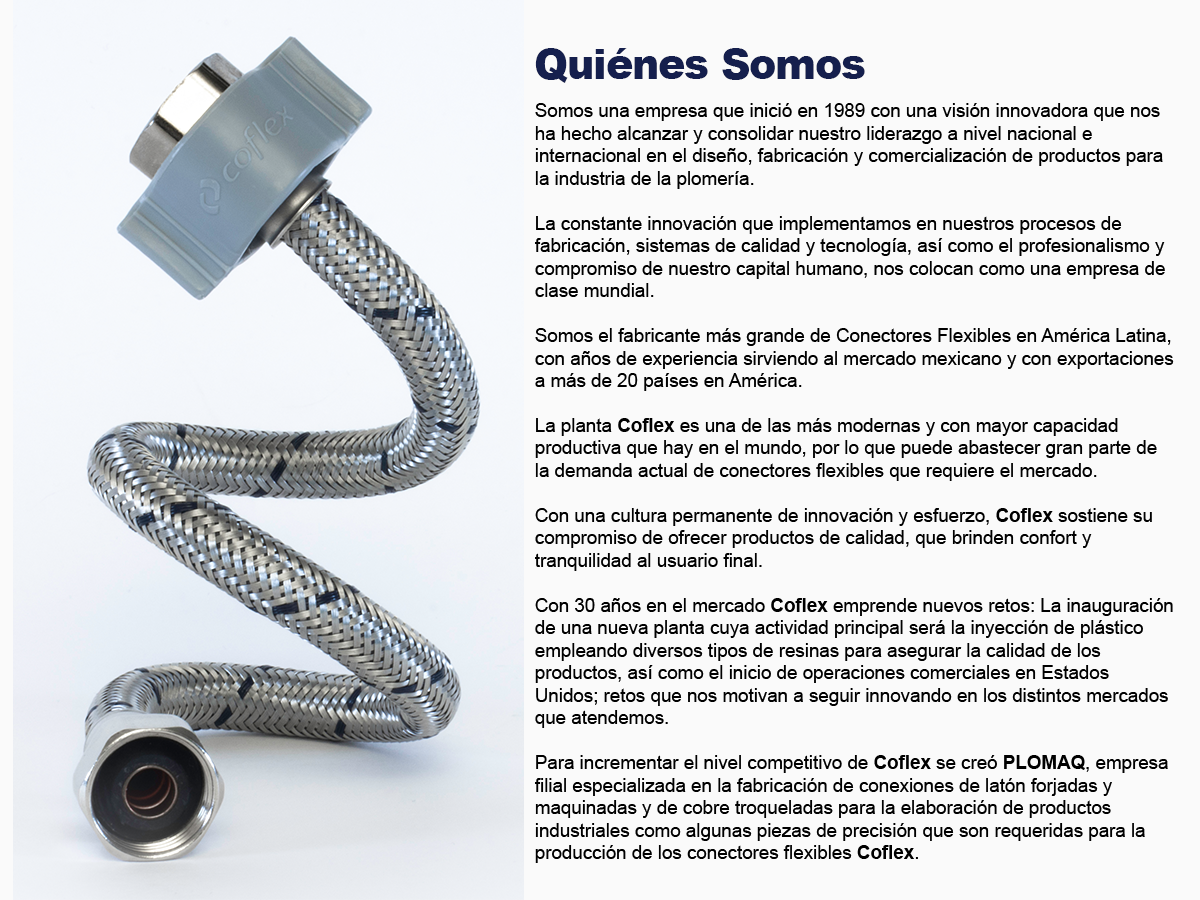 coflex
Quiénes Somos
Somos una empresa que inició en 1989 con una visión innovadora que nos
ha hecho alcanzar y consolidar nuestro liderazgo a nivel nacional e
internacional en el diseño, fabricación y comercialización de productos para
la industria de la plomería.
La constante innovación que implementamos en nuestros procesos de
fabricación, sistemas de calidad y tecnología, así como el profesionalismo y
compromiso de nuestro capital humano, nos colocan como una empresa de
clase mundial.
Somos el fabricante más grande de Conectores Flexibles en América Latina,
con años de experiencia sirviendo al mercado mexicano y con exportaciones
a más de 20 países en América.
La planta Coflex es una de las más modernas y con mayor capacidad
productiva que hay en el mundo, por lo que puede abastecer gran parte de
la demanda actual de conectores flexibles que requiere el mercado.
Con una cultura permanente de innovación y esfuerzo, Coflex sostiene su
compromiso de ofrecer productos de calidad, que brinden confort y
tranquilidad al usuario final.
Con 30 años en el mercado Coflex emprende nuevos retos: La inauguración
de una nueva planta cuya actividad principal será la inyección de plástico
empleando diversos tipos de resinas para asegurar la calidad de los
productos, así como el inicio de operaciones comerciales en Estados
Unidos; retos que nos motivan a seguir innovando en los distintos mercados
que atendemos.
Para incrementar el nivel competitivo de Coflex se creó PLOMAQ, empresa
filial especializada en la fabricación de conexiones de latón forjadas y
maquinadas y de cobre troqueladas para la elaboración de productos
industriales como algunas piezas de precisión que son requeridas para la
producción de los conectores flexibles Coflex.